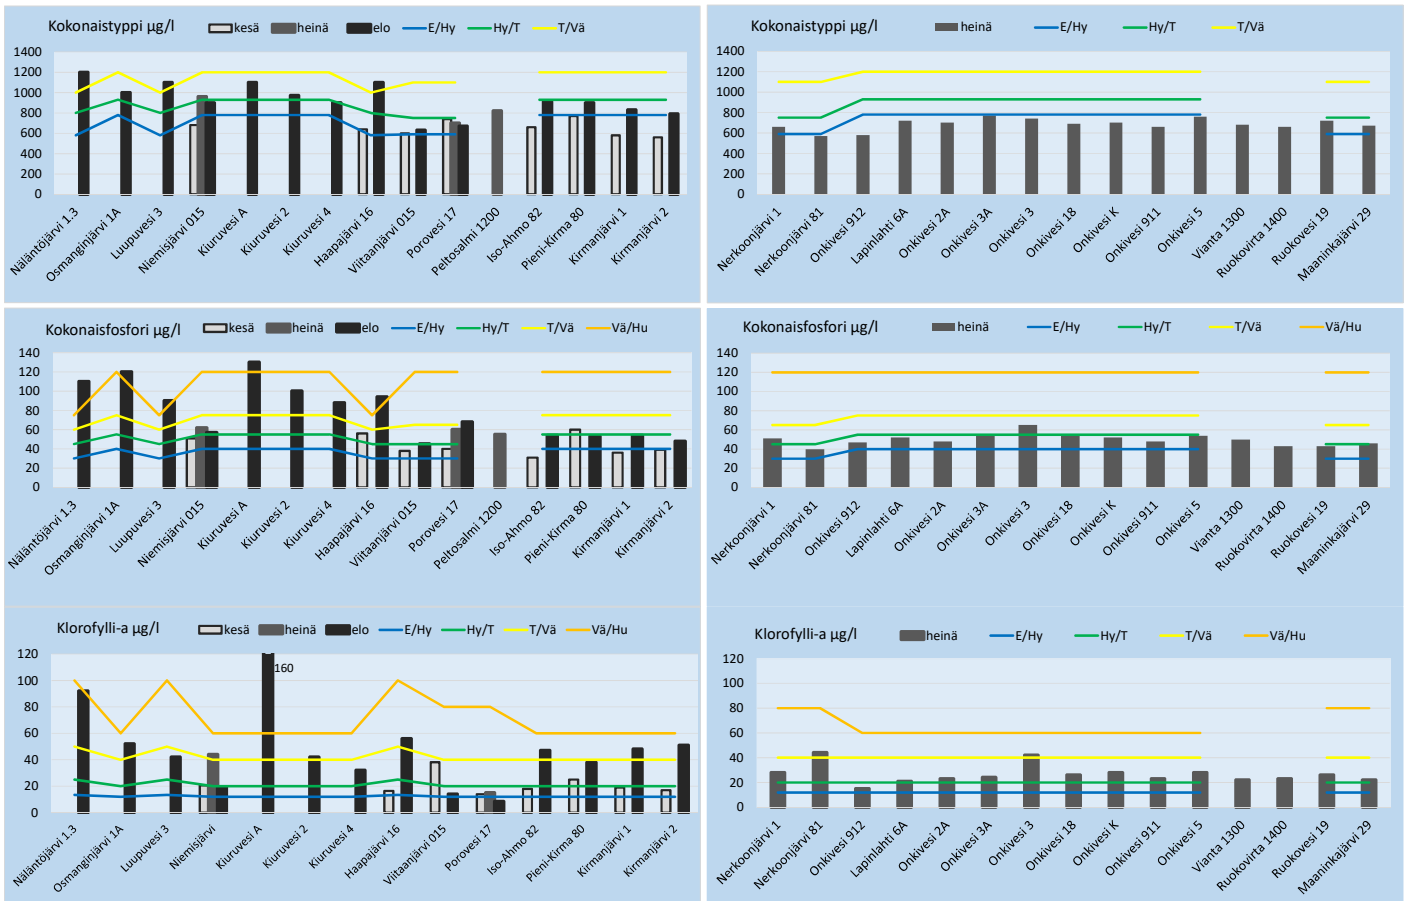 Kokonaistyppi µg/l
kesä heinä elo E/Hy Hy/T T/Vä
1400
1200
1000
800
600
400
200
0
Näläntöjärvi 1.3
Osmanginjärvi 1A
Luupuvesi 3
Niemisjärvi 015
Kiuruvesi A
Kiuruvesi 2
Kiuruvesi 4
Haapajärvi 16
Viitaanjärvi 015
Porovesi 17
Peltosalmi 1200
Iso-Ahmo 82
Pieni-Kirma 80
Kirmanjärvi 1
Kirmanjärvi 2
Kokonaistyppi µg/l
heinä E/Hy Hy/T T/Vä
1400
1200
1000
800
600
400
200
0
Nerkoonjärvi 1
Nerkoonjärvi 81
Onkivesi 912
Lapinlahti 6A
Onkivesi 2A
Onkivesi 3A
Onkivesi 3
Onkivesi 18
Onkivesi K
Onkivesi 911
Onkivesi 5
Vianta 1300
Ruokovirta 1400
Ruokovesi 19
Maaninkajärvi 29
Kokonaisfosfori µg/l
kesä heinä elo E/Hy Hy/T T/Vä Vä/Hu
140
120
100
80
60
40
20
0
Näläntöjärvi 1.3
Osmanginjärvi 1A
Luupuvesi 3
Niemisjärvi 015
Kiuruvesi A
Kiuruvesi 2
Kiuruvesi 4
Haapajärvi 16
Viitaanjärvi 015
Porovesi 17
Peltosalmi 1200
Iso-Ahmo 82
Pieni-Kirma 80
Kirmanjärvi 1
Kirmanjärvi 2
Kokonaisfosfori µg/l
heinä E/Hy Hy/T T/Vä Vä/Hu
140
120
100
80
60
40
20
0
Nerkoonjärvi 1
Nerkoonjärvi 81
Onkivesi 912
Lapinlahti 6A
Onkivesi 2A
Onkivesi 3A
Onkivesi 3
Onkivesi 18
Onkivesi K
Onkivesi 911
Onkivesi 5
Vianta 1300
Ruokovirta 1400
Ruokovesi 19
Maaninkajärvi 29
Klorofylli-a µg/l
kesä heinä elo E/Hy Hy/T T/Vä Vä/Hu
120
160
100
80
60
40
20
0
Näläntöjärvi 1.3
Osmanginjärvi 1A
Luupuvesi 3
Niemisjärvi
Kiuruvesi A
Kiuruvesi 2
Kiuruvesi 4
Haapajärvi 16
Viitaanjärvi 015
Porovesi 17
Iso-Ahmo 82
Pieni-Kirma 80
Kirmanjärvi 1
Kirmanjärvi 2
Klorofylli-a µg/l
heinä E/Hy Hy/T T/Vä Vä/Hu
120
100
80
60
40
20
0
Nerkoonjärvi 1
Nerkoonjärvi 81
Onkivesi 912
Lapinlahti 6A
Onkivesi 2A
Onkivesi 3A
Onkivesi 3
Onkivesi 18
Onkivesi K
Onkivesi 911
Onkivesi 5
Vianta 1300
Ruokovirta 1400
Ruokovesi 19
Maaninkajärvi 29